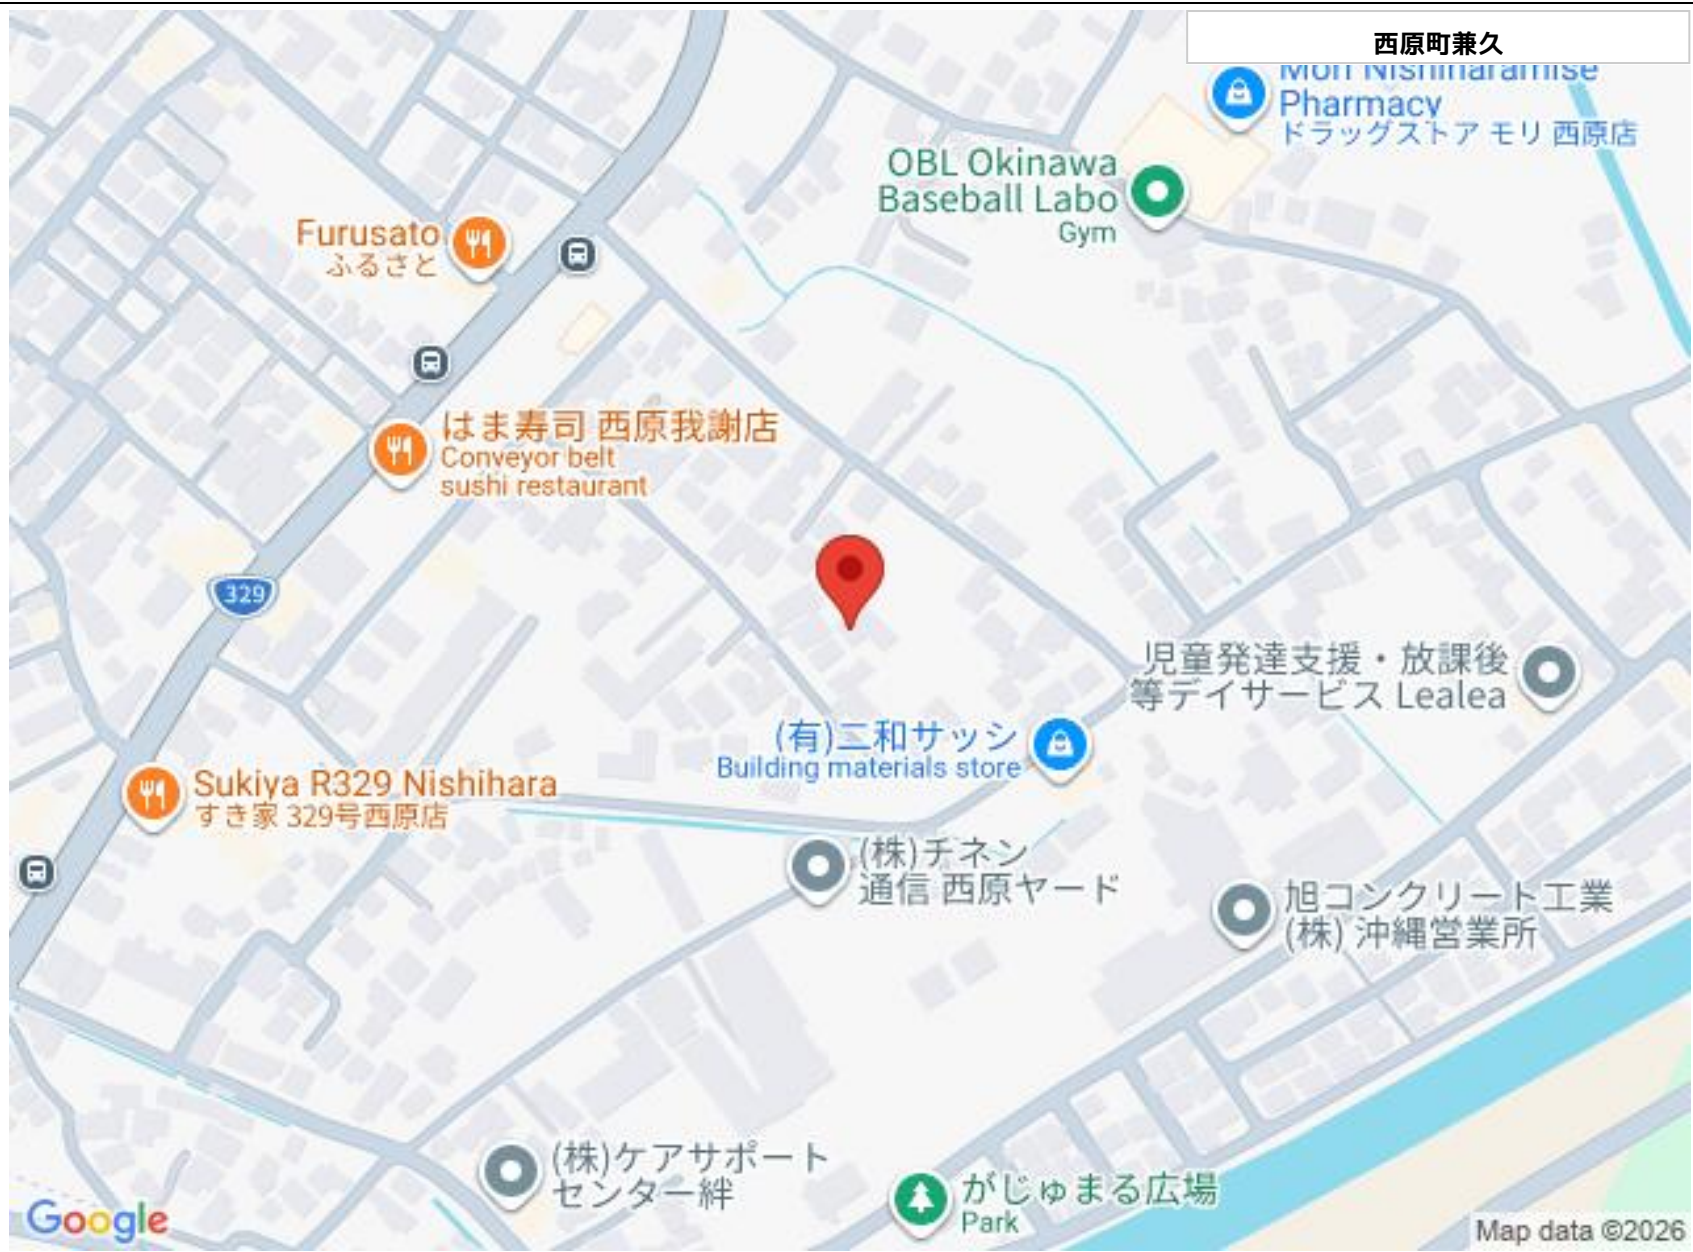 西原町兼久
Mori Nishiharamise
Pharmacy
ドラッグストア モリ 西原店
OBL Okinawa
Baseball Labo
Gym
Furusato
ふるさと
はま寿司 西原我謝店
Conveyor belt
sushi restaurant
329
児童発達支援・放課後
等デイサービス Lealea
(有)三和サッシ
Building materials store
Sukiya R329 Nishihara
すき家 329号西原店
(株)チネン
通信 西原ヤード
旭コンクリート工業
(株) 沖縄営業所
(株)ケアサポート
センター絆
がじゅまる広場
Park
Google
Map data ©2026